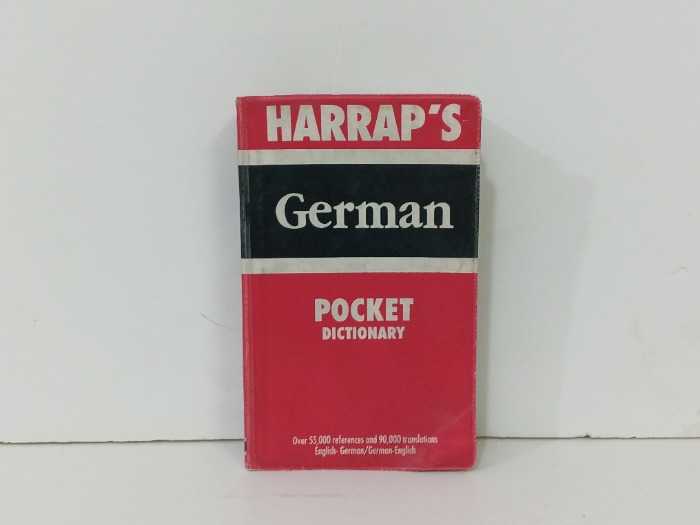 HARRAP'S
German
POCKET
DICTIONARY
Over 55,000 references and 90,000 translations
English- German/German-English